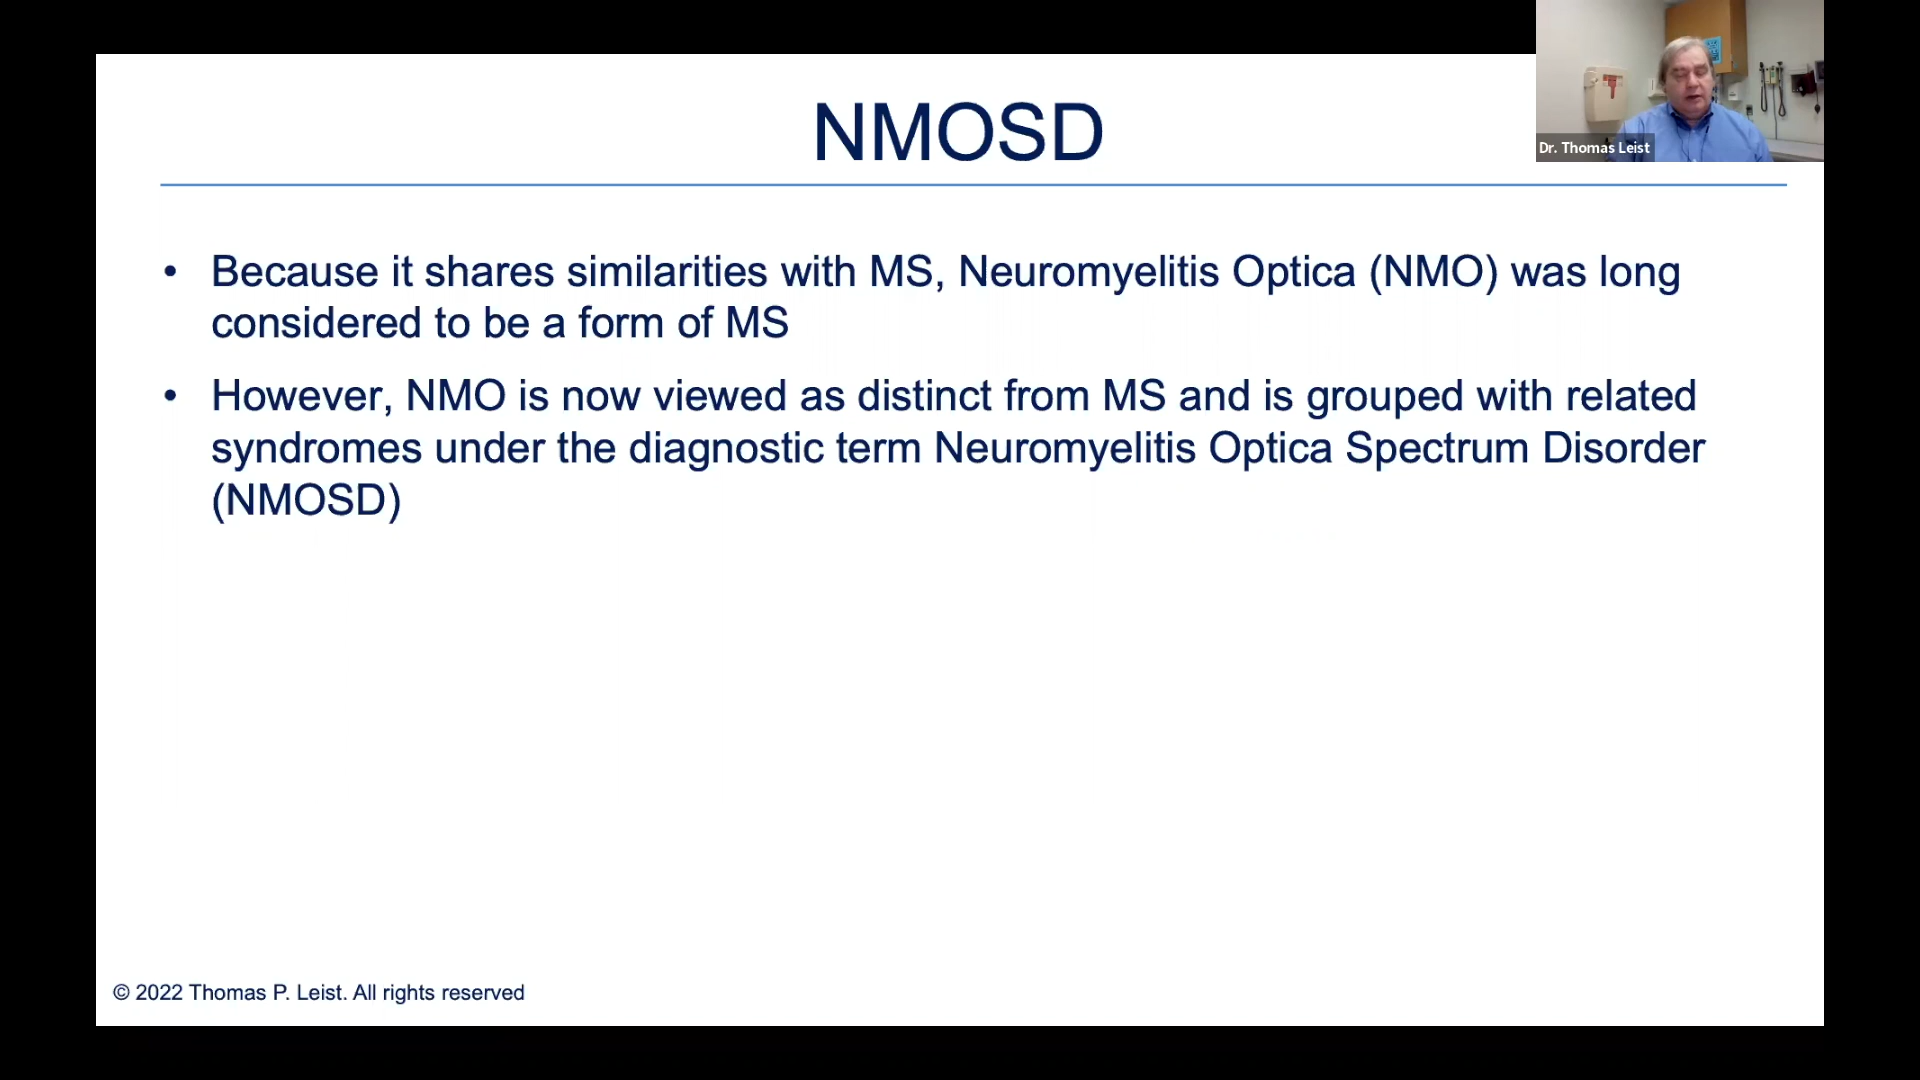 NMOSD
Dr. Thomas Leist
• Because it shares similarities with MS, Neuromyelitis Optica (NMO) was long
considered to be a form of MS
• However, NMO is now viewed as distinct from MS and is grouped with related
syndromes under the diagnostic term Neuromyelitis Optica Spectrum Disorder
(NMOSD)
© 2022 Thomas P. Leist. All rights reserved